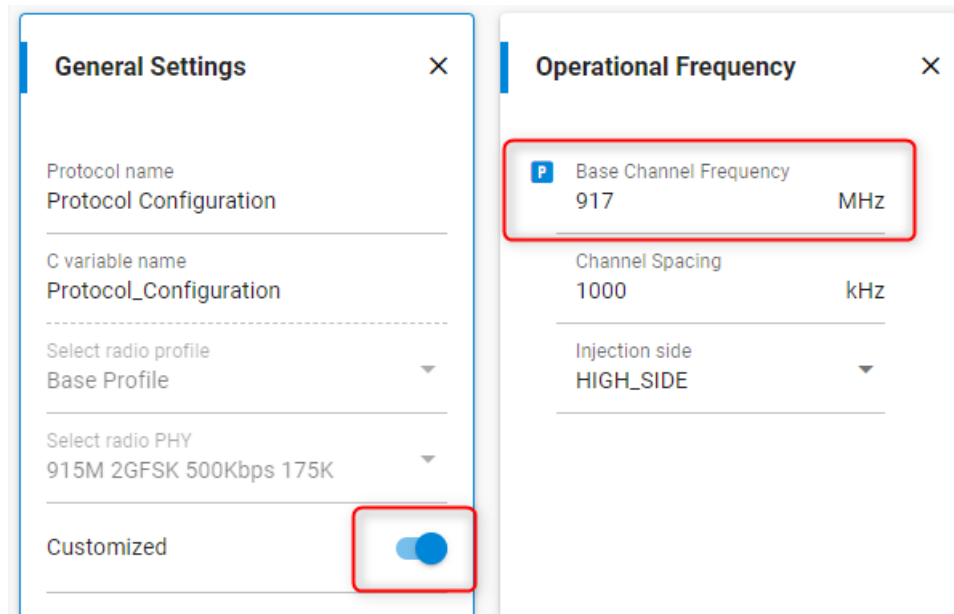 General Settings
Protocol name
Protocol Configuration
C variable name
Protocol_Configuration
Select radio profile
Base Profile
Select radio PHY
915M 2GFSK 500Kbps 175K
Customized
Operational Frequency
P
Base Channel Frequency
917 MHz
Channel Spacing
1000 kHz
Injection side
HIGH_SIDE